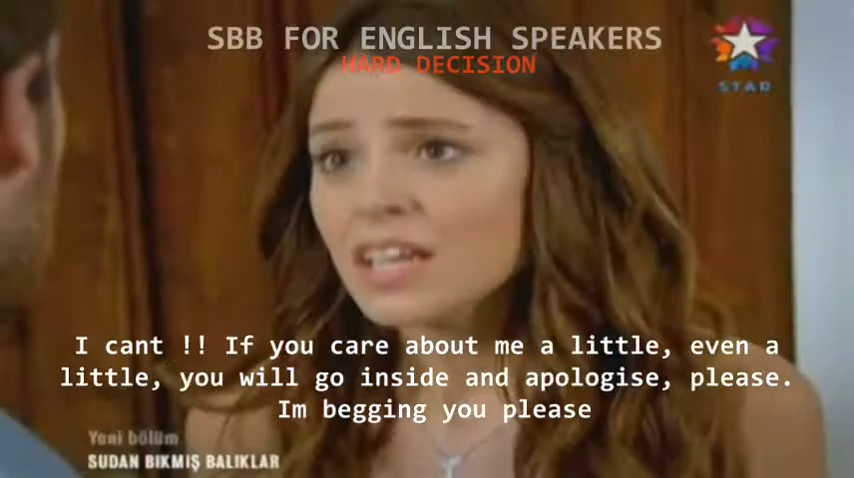 SBB FOR ENGLISH SPEAKERS
HARD DECISION
STAR
I cant !! If you care about me a little, even a
little, you will go inside and apologise, please.
Im begging you please
Yeni bölüm
SUDAN BIKMIŞ BALIKLAR